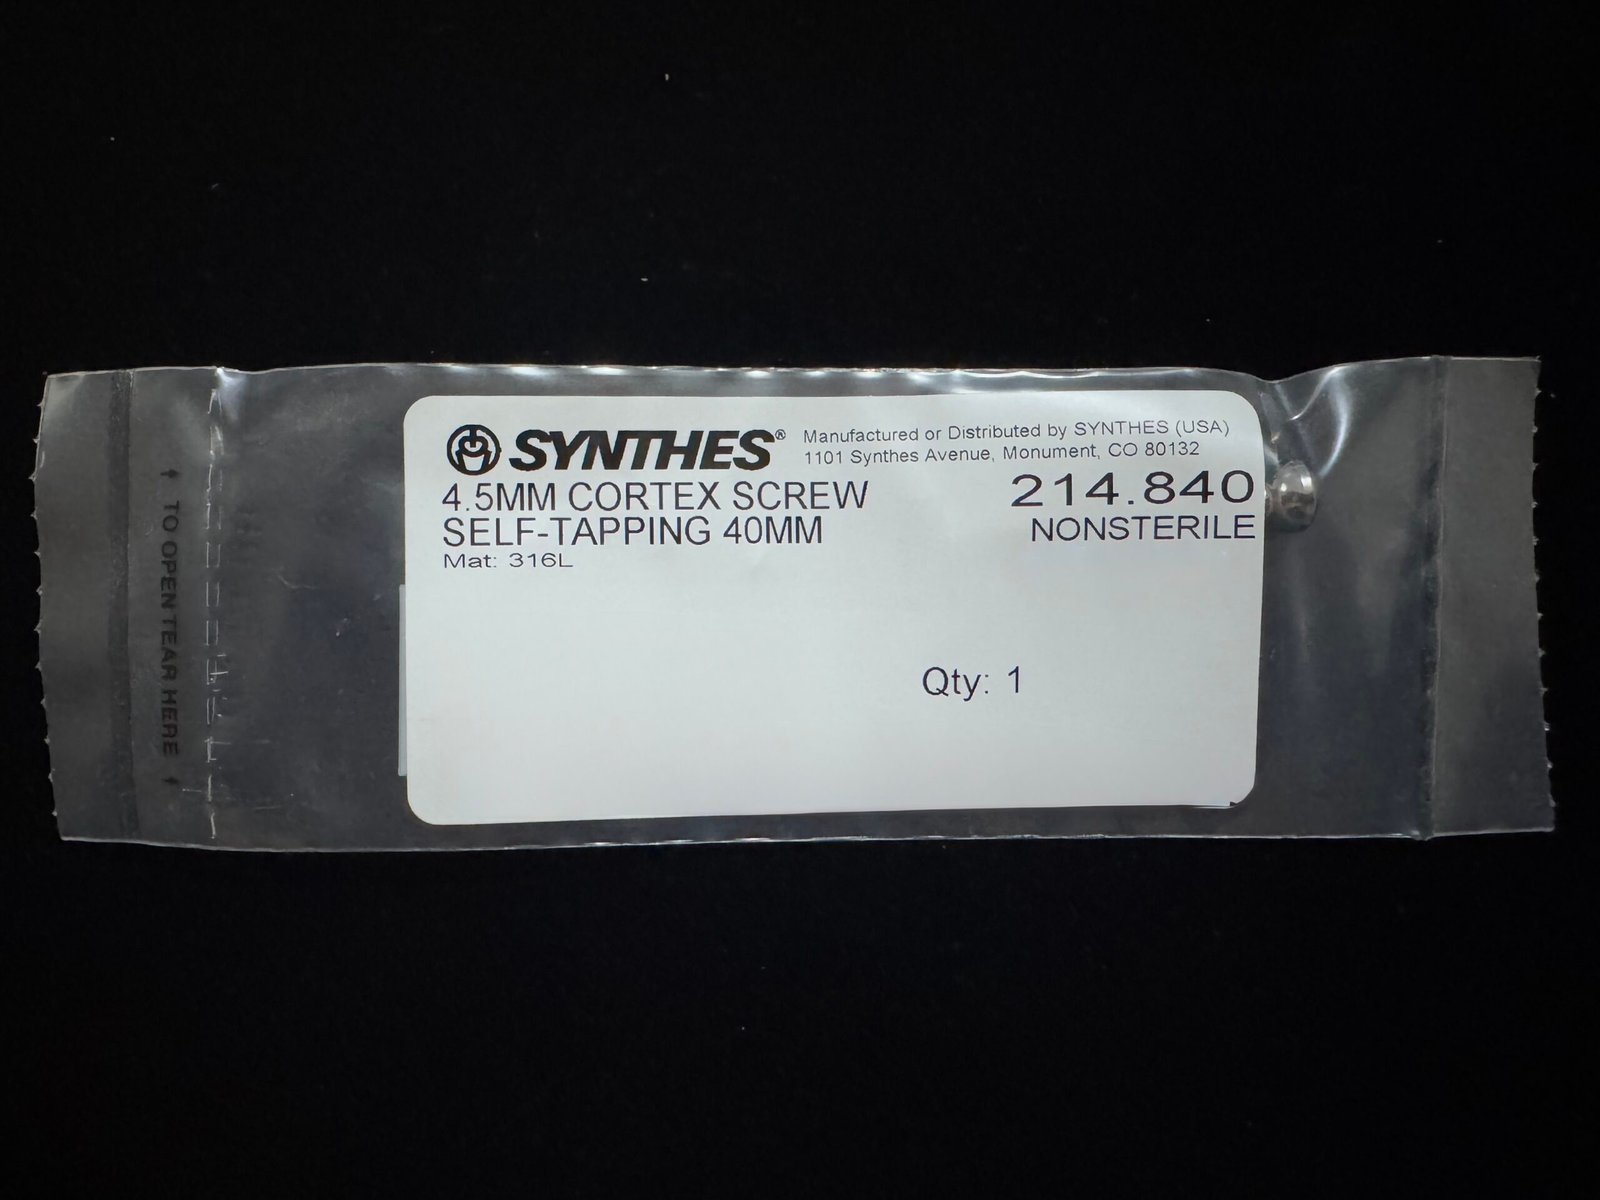 ↑ TO OPEN TEAR HERE ↑
SYNTHES®
Manufactured or Distributed by SYNTHES (USA)
1101 Synthes Avenue, Monument, CO 80132
4.5MM CORTEX SCREW
SELF-TAPPING 40MM
Mat: 316L
214.840
NONSTERILE
Qty: 1